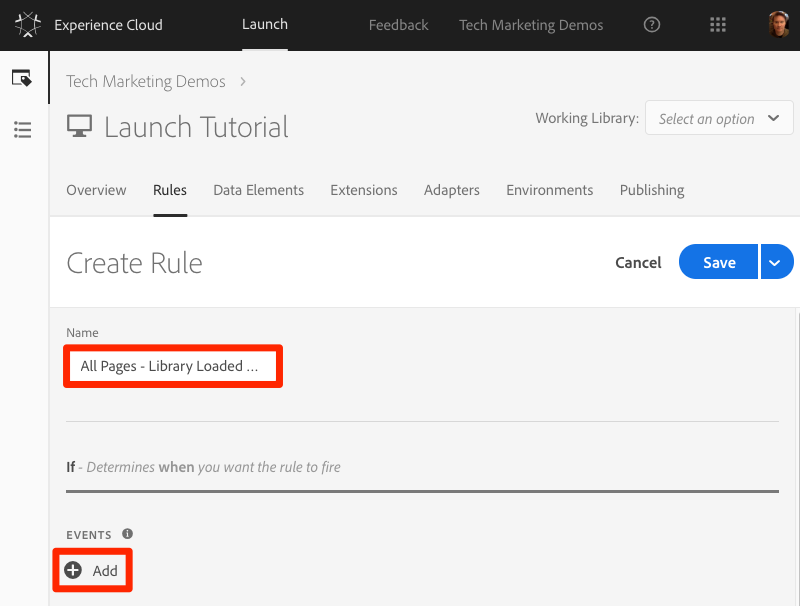 Experience Cloud Launch Feedback Tech Marketing Demos
Tech Marketing Demos
Launch Tutorial
Working Library: Select an option
Overview Rules Data Elements Extensions Adapters Environments Publishing
Create Rule
Cancel Save
Name
All Pages - Library Loaded ...
If - Determines when you want the rule to fire
EVENTS
Add